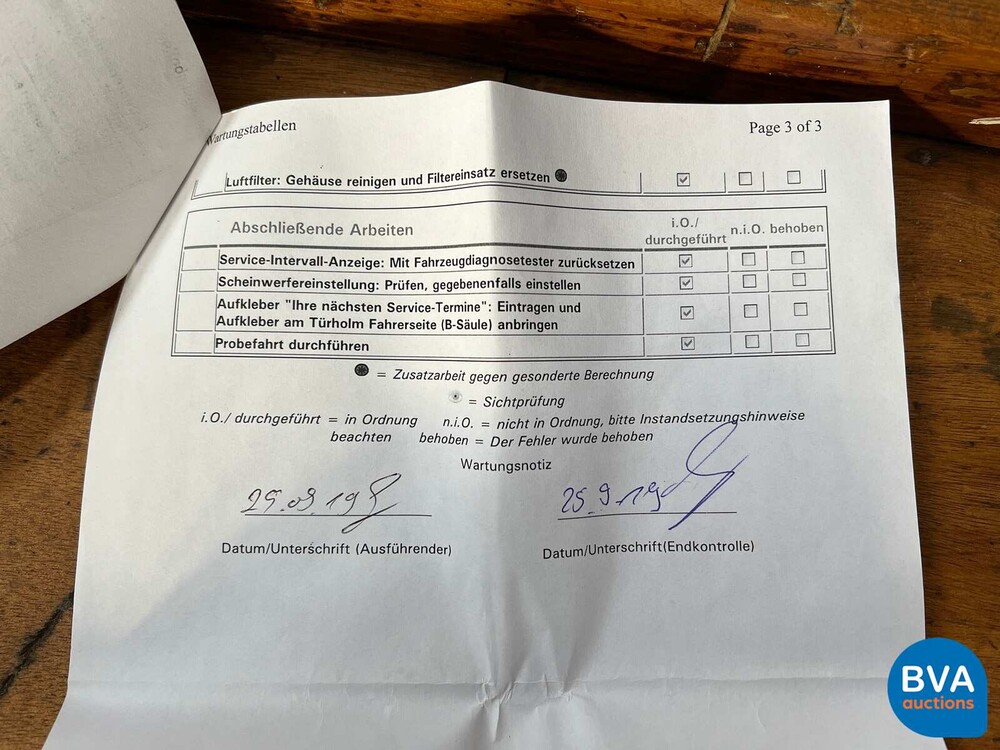 Wartungstabellen
Page 3 of 3
Luftfilter: Gehäuse reinigen und Filtereinsatz ersetzen
Abschließende Arbeiten
i.O./ durchgeführt
n.i.O.
behoben
Service-Intervall-Anzeige: Mit Fahrzeugdiagnosetester zurücksetzen
Scheinwerfereinstellung: Prüfen, gegebenenfalls einstellen
Aufkleber "Ihre nächsten Service-Termine": Eintragen und
Aufkleber am Türholm Fahrerseite (B-Säule) anbringen
Probefahrt durchführen
= Zusatzarbeit gegen gesonderte Berechnung
= Sichtprüfung
i.O./ durchgeführt = in Ordnung n.i.O. = nicht in Ordnung, bitte Instandsetzungshinweise
beachten behoben = Der Fehler wurde behoben
Wartungsnotiz
25.9.19
Datum/Unterschrift (Ausführender)
Datum/Unterschrift(Endkontrolle)
BVA
auctions